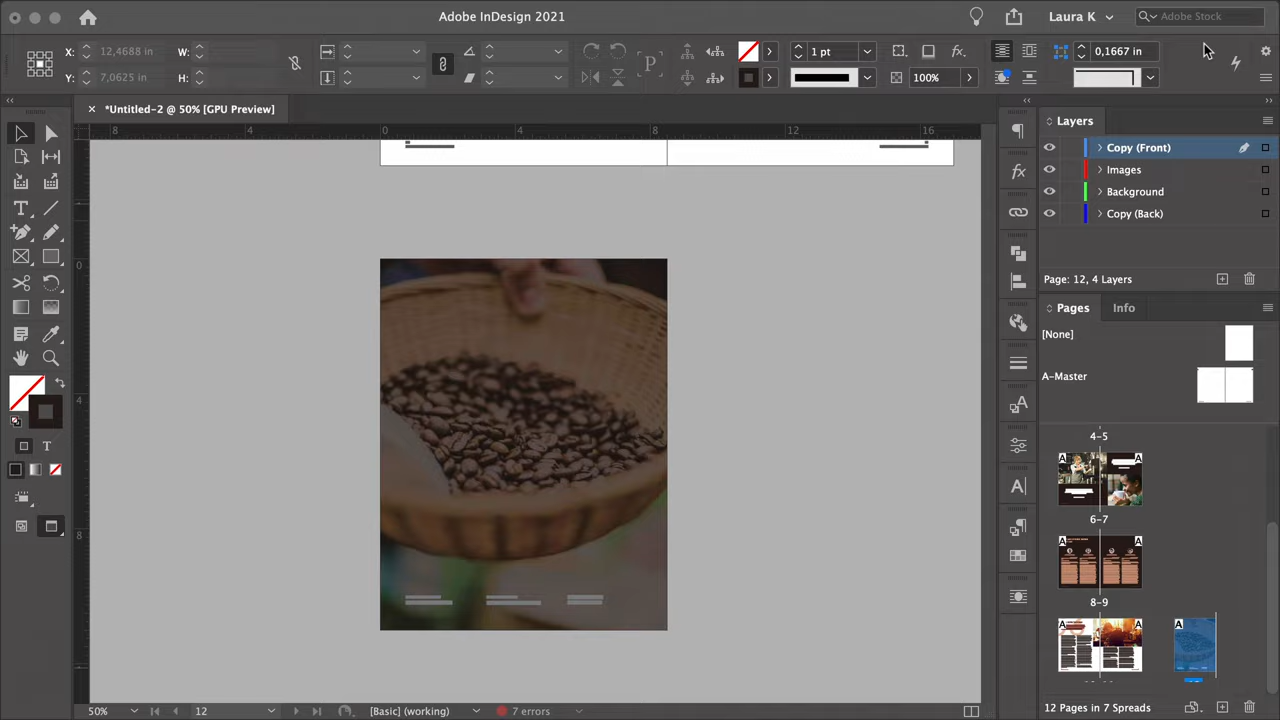 Adobe InDesign 2021
Laura K
Adobe Stock
X: 12,4688 in W:
1 pt
0,1667 in
Y: 7,0625 in H:
100%
*Untitled-2 @ 50% [GPU Preview]
8 4 0 4 8 12 16
Layers
Copy (Front)
Images
Background
Copy (Back)
Page: 12, 4 Layers
Pages Info
[None]
A-Master
4-5
6-7
8-9
0
4
8
50% 12 [Basic] (working) 7 errors
12 Pages in 7 Spreads